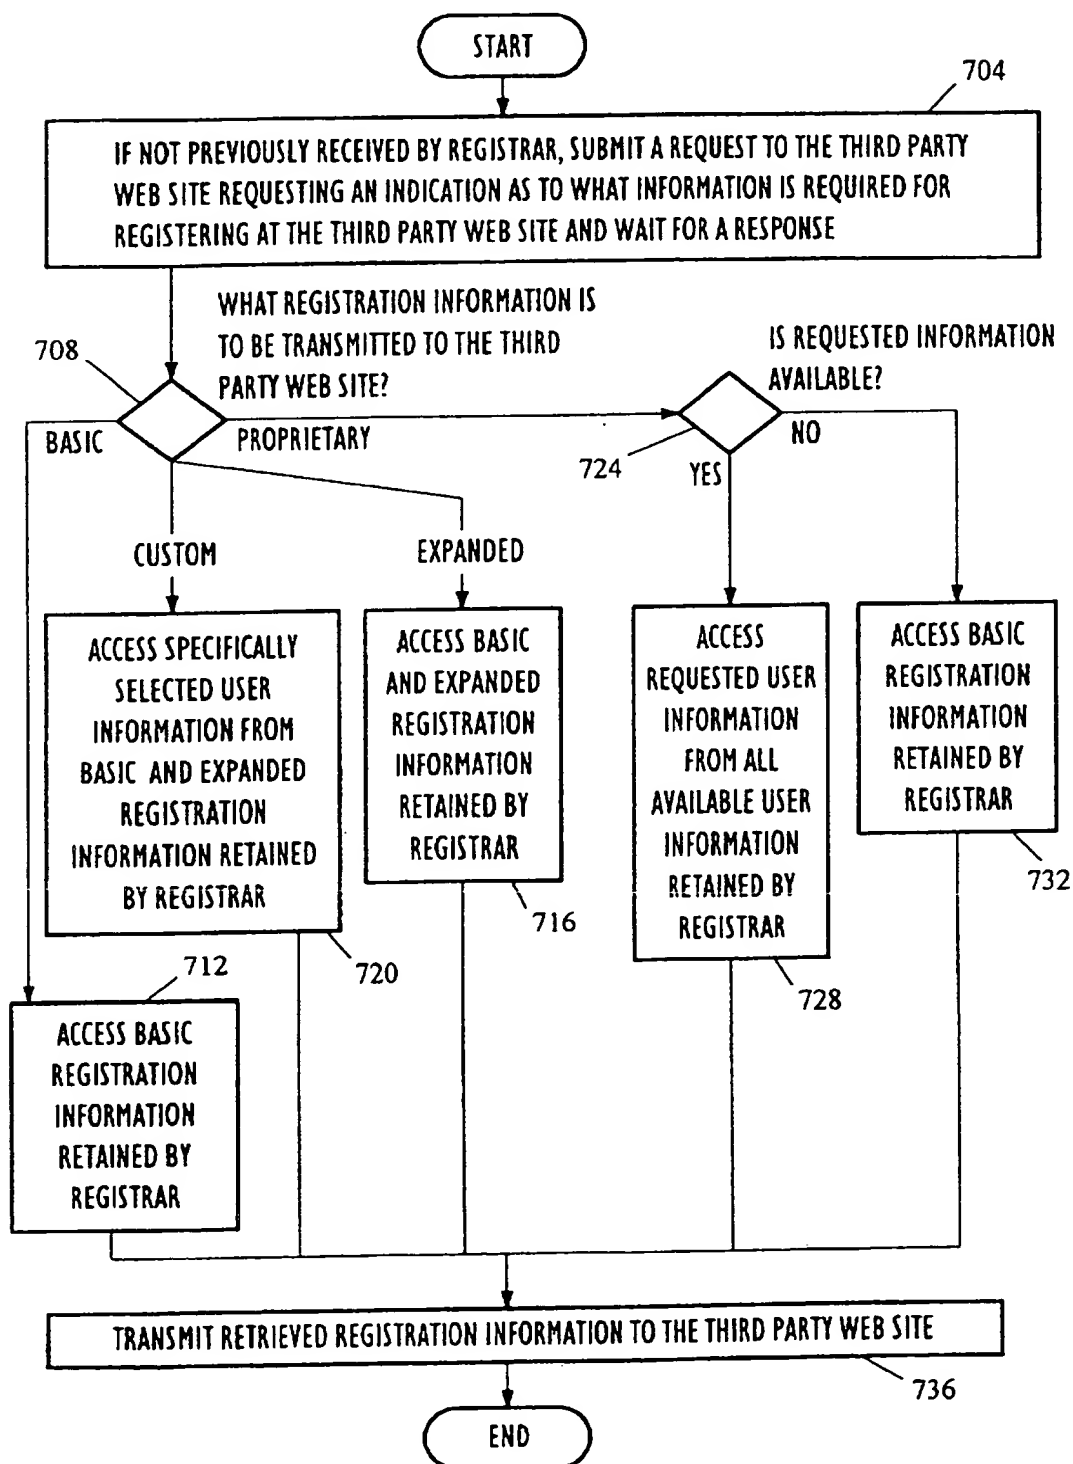 START
704
IF NOT PREVIOUSLY RECEIVED BY REGISTRAR, SUBMIT A REQUEST TO THE THIRD PARTY
WEB SITE REQUESTING AN INDICATION AS TO WHAT INFORMATION IS REQUIRED FOR
REGISTERING AT THE THIRD PARTY WEB SITE AND WAIT FOR A RESPONSE
WHAT REGISTRATION INFORMATION IS
TO BE TRANSMITTED TO THE THIRD
PARTY WEB SITE?
708
BASIC
PROPRIETARY
IS REQUESTED INFORMATION
AVAILABLE?
724
YES
NO
CUSTOM
EXPANDED
ACCESS SPECIFICALLY
SELECTED USER
INFORMATION FROM
BASIC AND EXPANDED
REGISTRATION
INFORMATION RETAINED
BY REGISTRAR
720
ACCESS BASIC
AND EXPANDED
REGISTRATION
INFORMATION
RETAINED BY
REGISTRAR
716
ACCESS
REQUESTED USER
INFORMATION
FROM ALL
AVAILABLE USER
INFORMATION
RETAINED BY
REGISTRAR
728
ACCESS BASIC
REGISTRATION
INFORMATION
RETAINED BY
REGISTRAR
732
712
ACCESS BASIC
REGISTRATION
INFORMATION
RETAINED BY
REGISTRAR
TRANSMIT RETRIEVED REGISTRATION INFORMATION TO THE THIRD PARTY WEB SITE
736
END